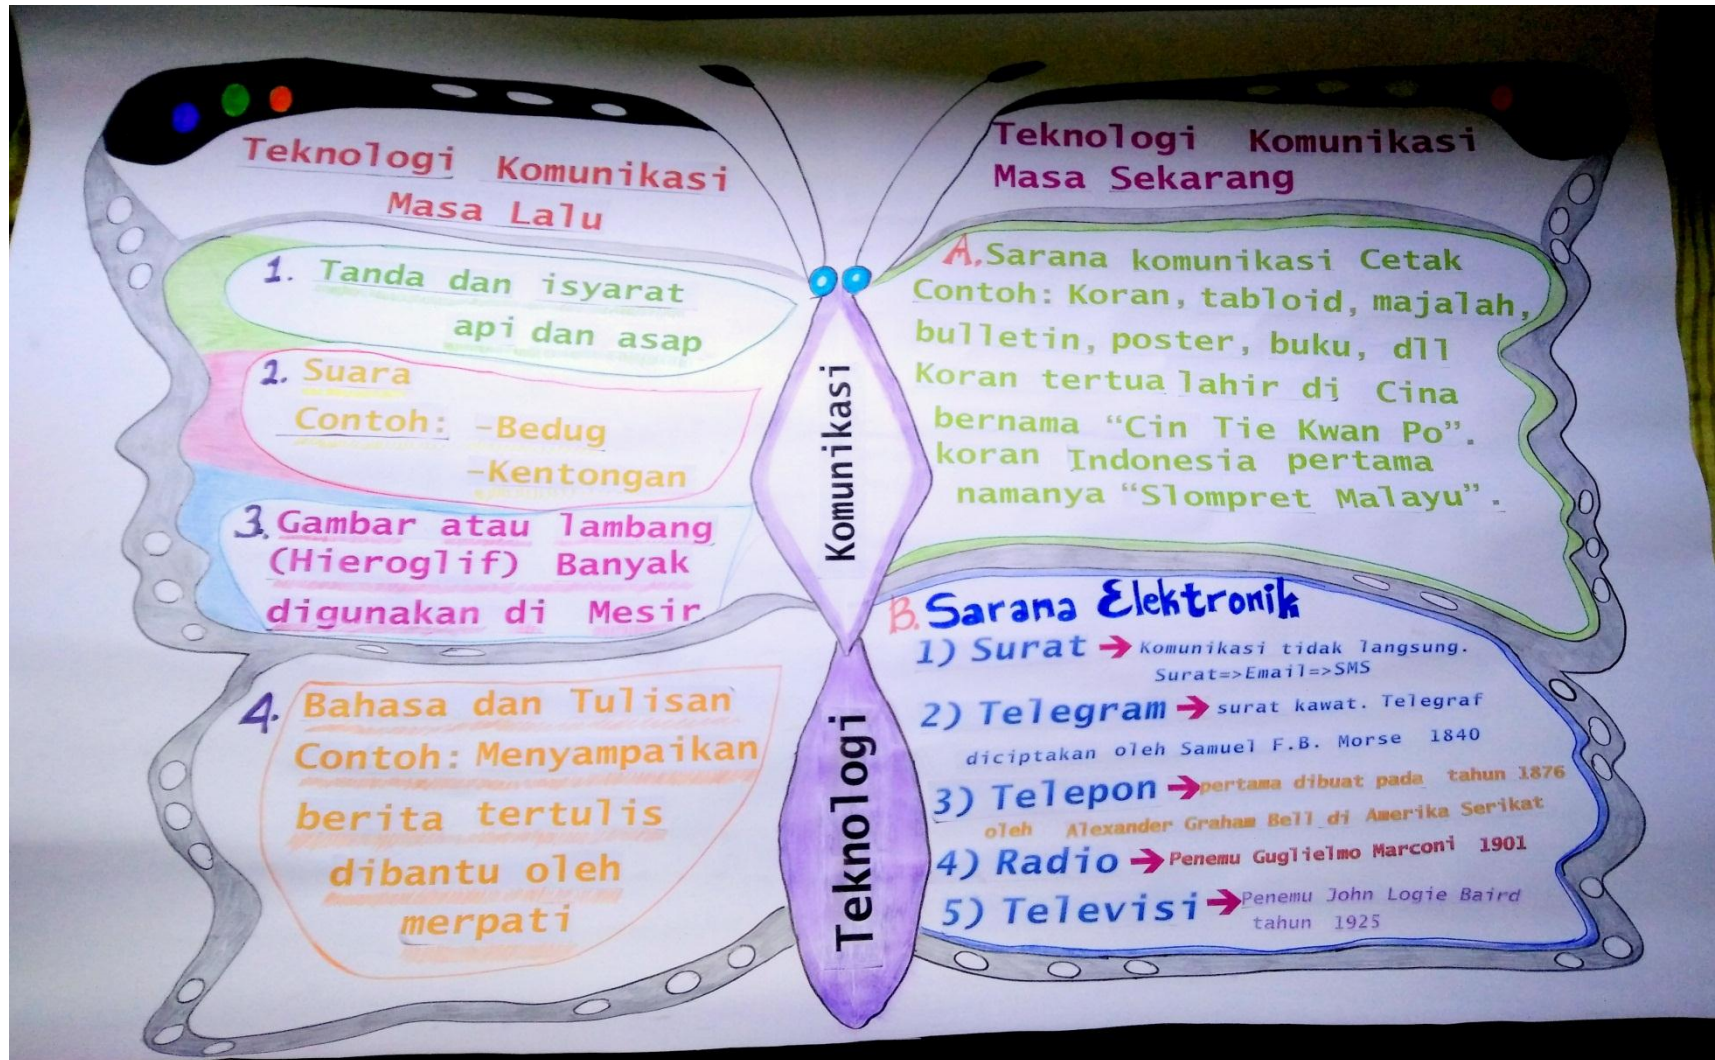 Teknologi Komunikasi
Masa Lalu
1. Tanda dan isyarat
api dan asap
2. Suara
Contoh: -Bedug
-Kentongan
3. Gambar atau lambang
(Hieroglif) Banyak
digunakan di Mesir
4. Bahasa dan Tulisan
Contoh: Menyampaikan
berita tertulis
dibantu oleh
merpati
Komunikasi
Teknologi
Teknologi Komunikasi
Masa Sekarang
A. Sarana komunikasi Cetak
Contoh: Koran, tabloid, majalah,
bulletin, poster, buku, dll
Koran tertua lahir di Cina
bernama “Cin Tie Kwan Po”.
koran Indonesia pertama
namanya “Slompret Malayu”.
B. Sarana Elektronik
1) Surat → Komunikasi tidak langsung.
Surat=>Email=>SMS
2) Telegram → surat kawat. Telegraf
diciptakan oleh Samuel F.B. Morse 1840
3) Telepon → pertama dibuat pada tahun 1876
oleh Alexander Graham Bell di Amerika Serikat
4) Radio → Penemu Guglielmo Marconi 1901
5) Televisi → Penemu John Logie Baird
tahun 1925